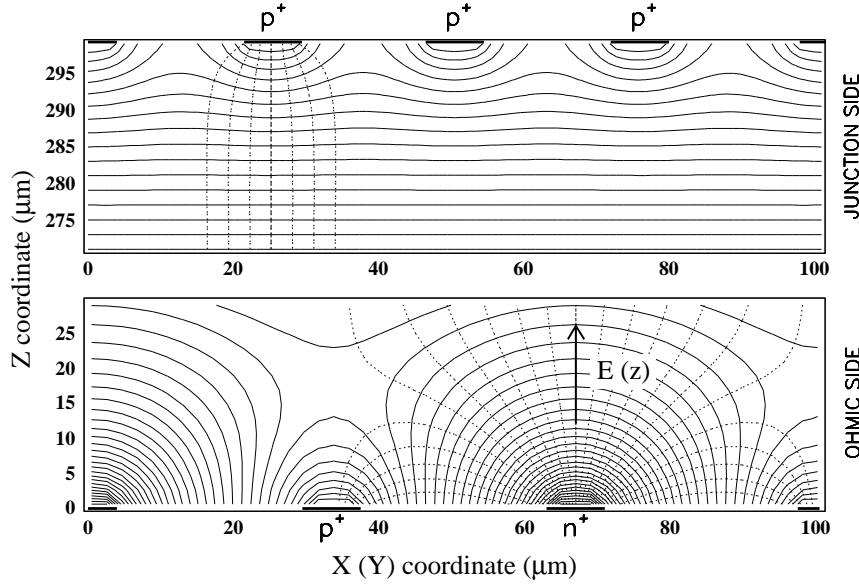 p+ p+ p+
295
290
285
280
275
0 20 40 60 80 100
JUNCTION SIDE
Z coordinate (μm)
25
20
15
10
5
0
E (z)
OHMIC SIDE
0 20 p+ 40 n+ 60 80 100
X (Y) coordinate (μm)